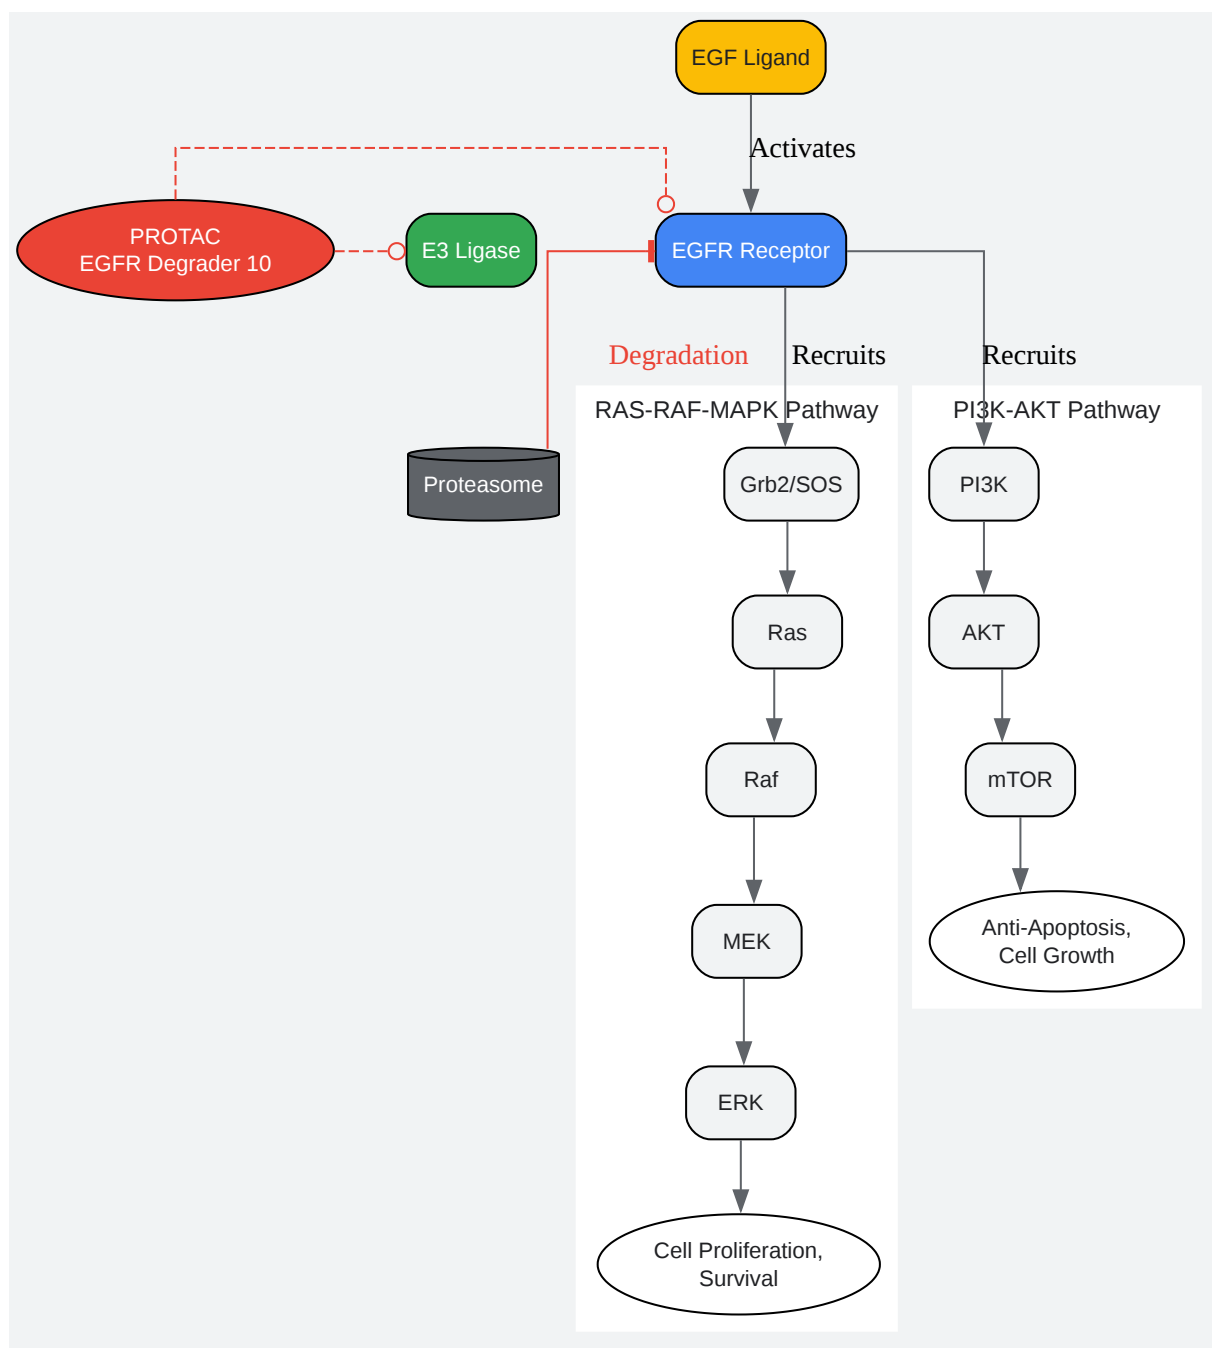 EGF Ligand
Activates
PROTAC
EGFR Degrader 10
E3 Ligase
EGFR Receptor
Degradation
Recruits
Recruits
RAS-RAF-MAPK Pathway
PI3K-AKT Pathway
Proteasome
Grb2/SOS
PI3K
Ras
AKT
Raf
mTOR
MEK
Anti-Apoptosis,
Cell Growth
ERK
Cell Proliferation,
Survival